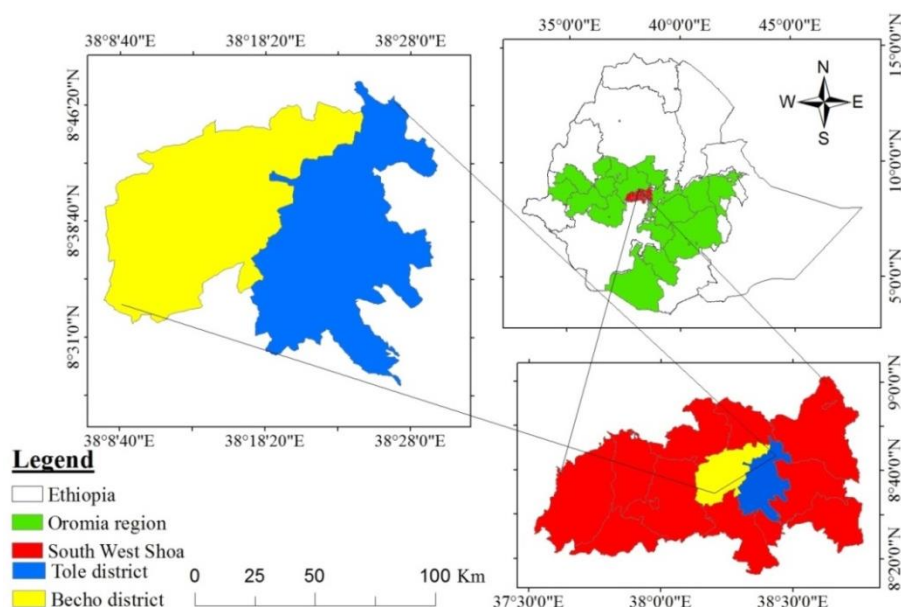 38°8'40"E 38°18'20"E 38°28'0"E
8°46'20"N
8°38'40"N
8°31'0"N
38°8'40"E 38°18'20"E 38°28'0"E
35°0'0"E 40°0'0"E 45°0'0"E
15°0'0"N
10°0'0"N
5°0'0"N
N
W E
S
9°0'0"N
8°40'0"N
8°20'0"N
37°30'0"E 38°0'0"E 38°30'0"E
Legend
Ethiopia
Oromia region
South West Shoa
Tole district
Becho district
0 25 50 100 Km